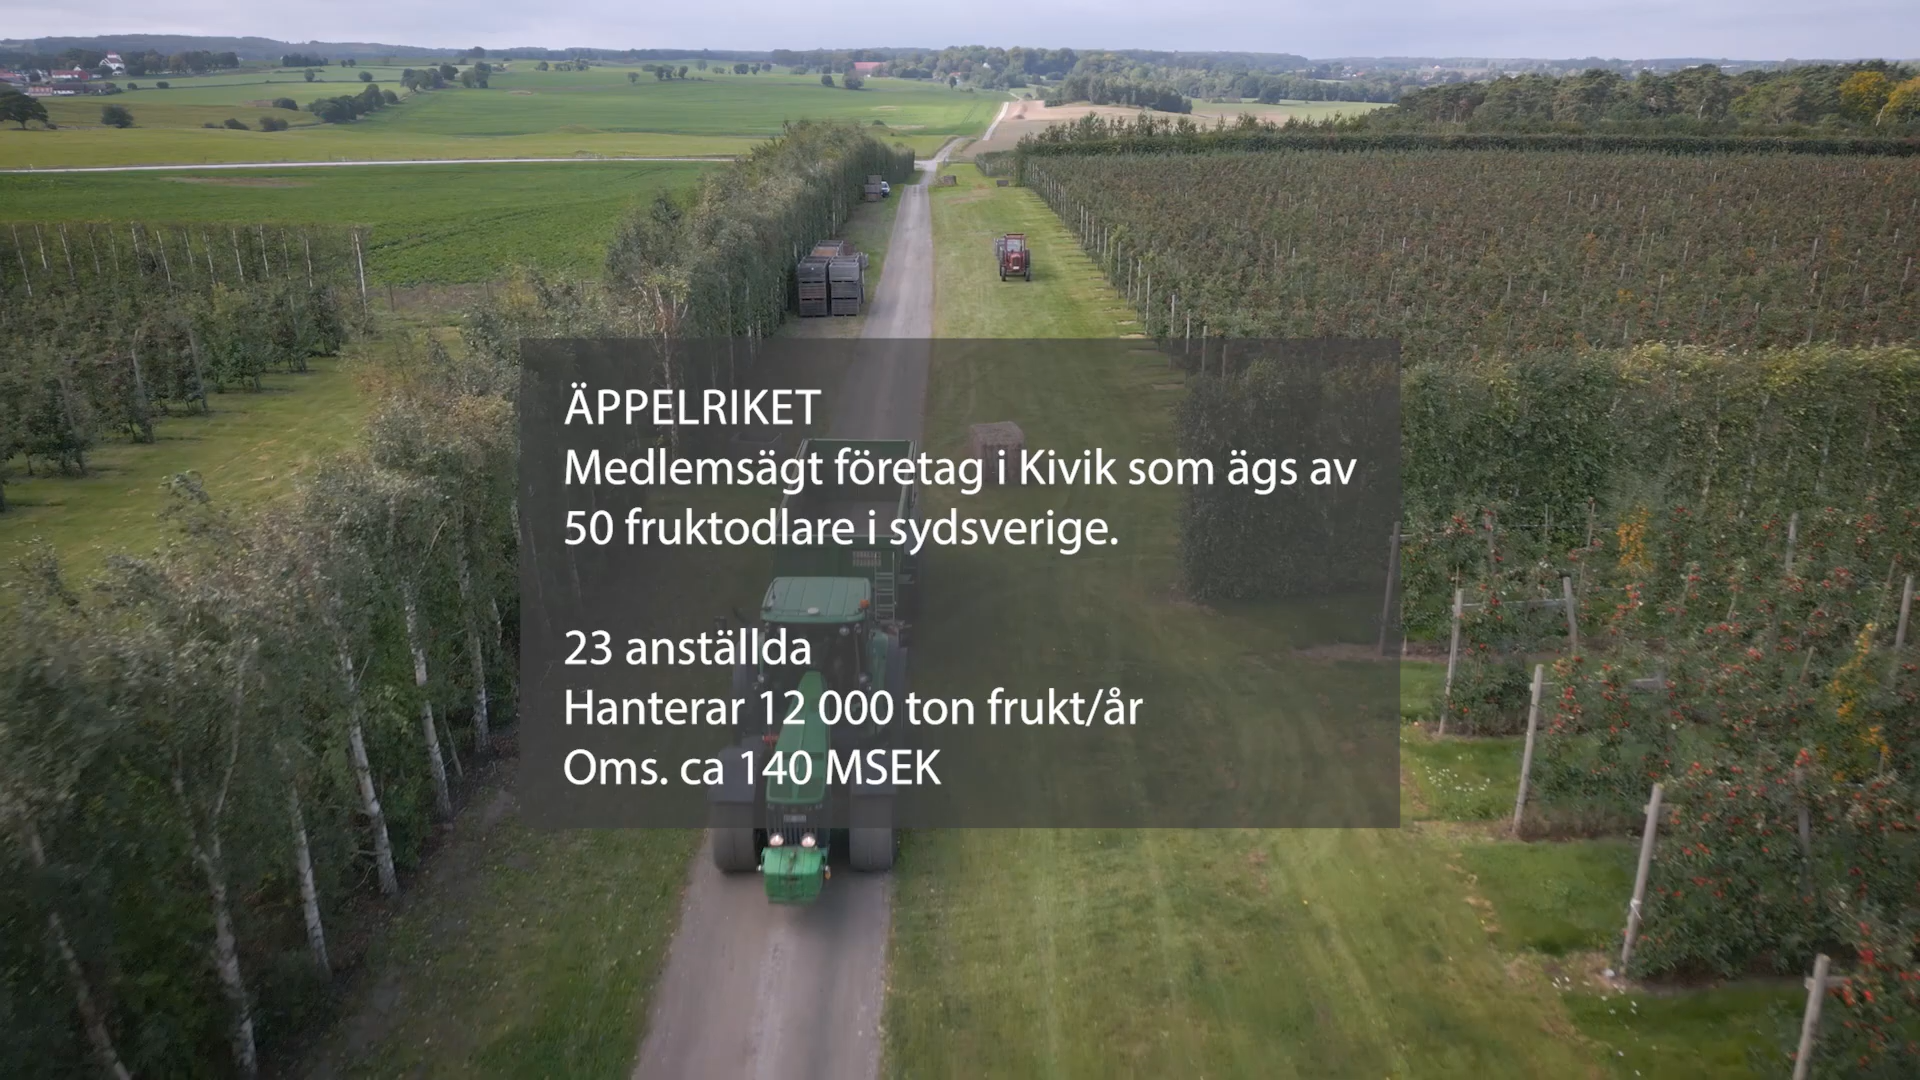 ÄPPELRIKET
Medlemsägt företag i Kivik som ägs av
50 fruktodlare i sydsverige.
23 anställda
Hanterar 12 000 ton frukt/år
Oms. ca 140 MSEK